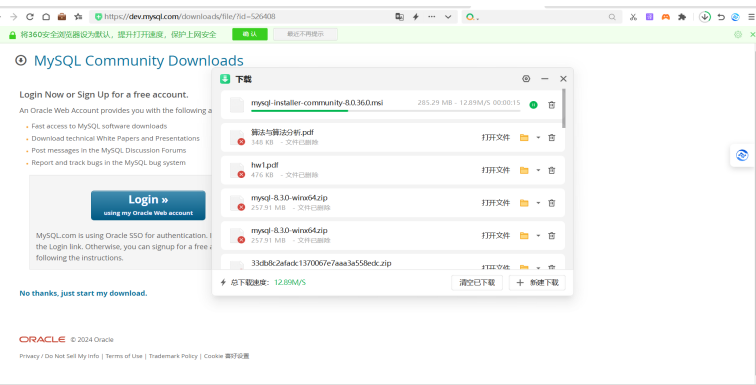 https://dev.mysql.com/downloads/file/?id=526408
将360安全浏览器设为默认，提升打开速度，保护上网安全 确 认 最近不再提示
MySQL Community Downloads
Login Now or Sign Up for a free account.
An Oracle Web Account provides you with the following a
Fast access to MySQL software downloads
Download technical White Papers and Presentations
Post messages in the MySQL Discussion Forums
Report and track bugs in the MySQL bug system
Login »
using my Oracle Web account
MySQL.com is using Oracle SSO for authentication. I
the Login link. Otherwise, you can signup for a free a
following the instructions.
No thanks, just start my download.
ORACLE © 2024 Oracle
Privacy / Do Not Sell My Info | Terms of Use | Trademark Policy | Cookie 喜好设置
下载
mysql-installer-community-8.0.36.0.msi 285.29 MB - 12.89M/S 00:00:15
算法与算法分析.pdf
348 KB - 文件已删除
打开文件
hw1.pdf
476 KB - 文件已删除
打开文件
mysql-8.3.0-winx64.zip
257.91 MB - 文件已删除
打开文件
mysql-8.3.0-winx64.zip
257.91 MB - 文件已删除
打开文件
33db8c2afadc1370067e7aaa3a558edc.zip
打开文件
总下载速度: 12.89M/S 清空已下载 新建下载